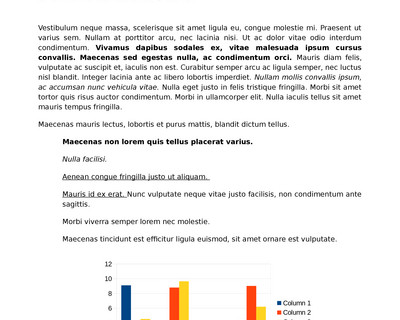 Vestibulum neque massa, scelerisque sit amet ligula eu, congue molestie mi. Praesent ut
varius sem. Nullam at porttitor arcu, nec lacinia nisi. Ut ac dolor vitae odio interdum
condimentum. Vivamus dapibus sodales ex, vitae malesuada ipsum cursus
convallis. Maecenas sed egestas nulla, ac condimentum orci. Mauris diam felis,
vulputate ac suscipit et, iaculis non est. Curabitur semper arcu ac ligula semper, nec luctus
nisl blandit. Integer lacinia ante ac libero lobortis imperdiet. Nullam mollis convallis ipsum,
ac accumsan nunc vehicula vitae. Nulla eget justo in felis tristique fringilla. Morbi sit amet
tortor quis risus auctor condimentum. Morbi in ullamcorper elit. Nulla iaculis tellus sit amet
mauris tempus fringilla.
Maecenas mauris lectus, lobortis et purus mattis, blandit dictum tellus.
Maecenas non lorem quis tellus placerat varius.
Nulla facilisi.
Aenean congue fringilla justo ut aliquam.
Mauris id ex erat. Nunc vulputate neque vitae justo facilisis, non condimentum ante
sagittis.
Morbi viverra semper lorem nec molestie.
Maecenas tincidunt est efficitur ligula euismod, sit amet ornare est vulputate.
12
10
8
6
Column 1
Column 2